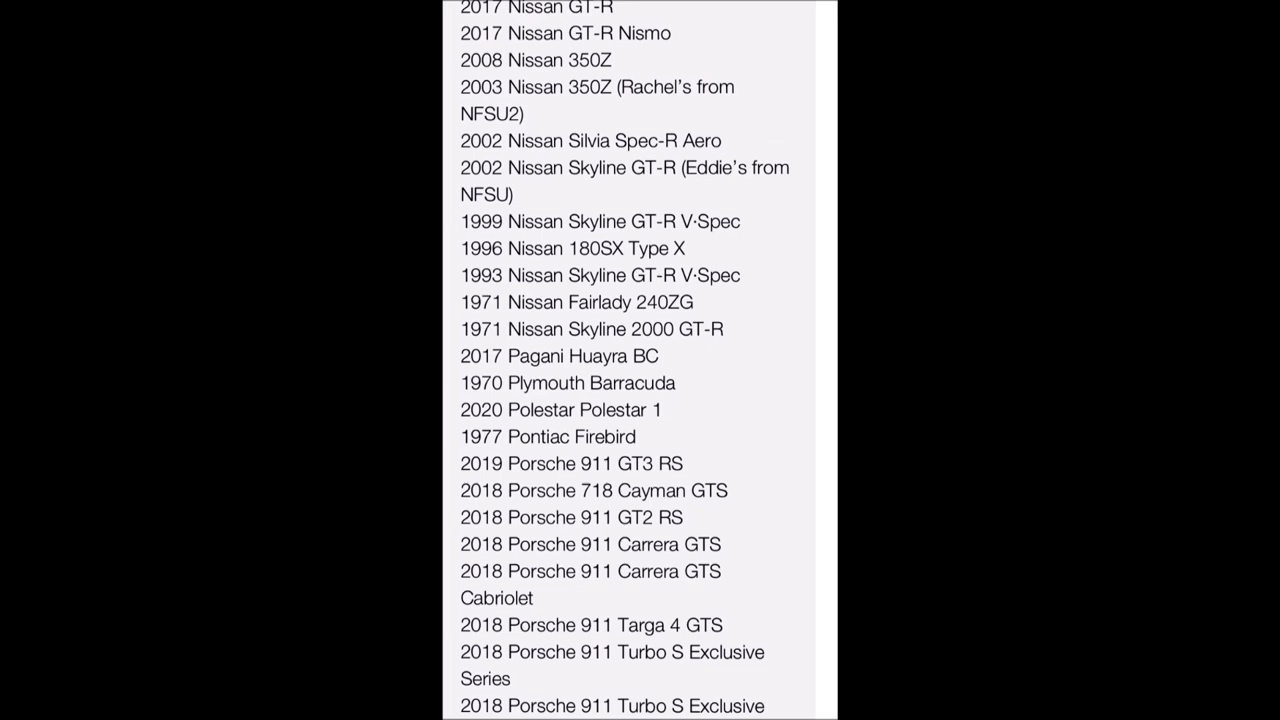 2017 Nissan GT-R
2017 Nissan GT-R Nismo
2008 Nissan 350Z
2003 Nissan 350Z (Rachel's from
NFSU2)
2002 Nissan Silvia Spec-R Aero
2002 Nissan Skyline GT-R (Eddie's from
NFSU)
1999 Nissan Skyline GT-R V·Spec
1996 Nissan 180SX Type X
1993 Nissan Skyline GT-R V·Spec
1971 Nissan Fairlady 240ZG
1971 Nissan Skyline 2000 GT-R
2017 Pagani Huayra BC
1970 Plymouth Barracuda
2020 Polestar Polestar 1
1977 Pontiac Firebird
2019 Porsche 911 GT3 RS
2018 Porsche 718 Cayman GTS
2018 Porsche 911 GT2 RS
2018 Porsche 911 Carrera GTS
2018 Porsche 911 Carrera GTS
Cabriolet
2018 Porsche 911 Targa 4 GTS
2018 Porsche 911 Turbo S Exclusive
Series
2018 Porsche 911 Turbo S Exclusive